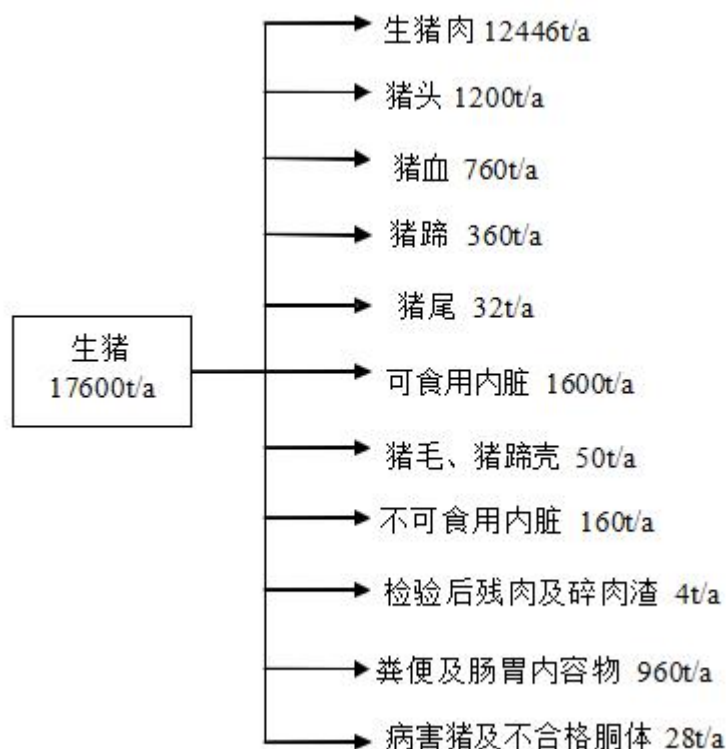 生猪肉 12446t/a
猪头 1200t/a
猪血 760t/a
猪蹄 360t/a
猪尾 32t/a
生猪
17600t/a
可食用内脏 1600t/a
猪毛、猪蹄壳 50t/a
不可食用内脏 160t/a
检验后残肉及碎肉渣 4t/a
粪便及肠胃内容物 960t/a
病害猪及不合格胴体 28t/a